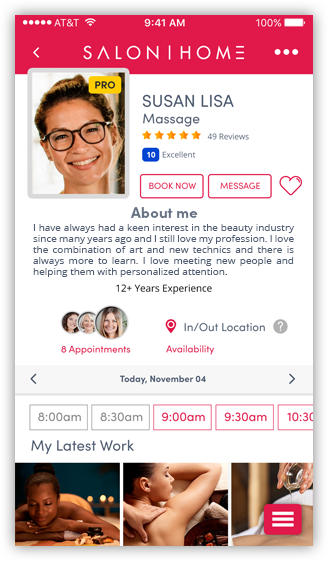 AT&T 9:41 AM 100%
SALON|HOME
PRO
SUSAN LISA
Massage
49 Reviews
10 Excellent
BOOK NOW MESSAGE
About me
I have always had a keen interest in the beauty industry
since many years ago and I still love my profession. I love
the combination of art and new technics and there is
always more to learn. I love meeting new people and
helping them with personalized attention.
12+ Years Experience
In/Out Location ?
8 Appointments Availability
Today, November 04
8:00am 8:30am 9:00am 9:30am 10:30
My Latest Work